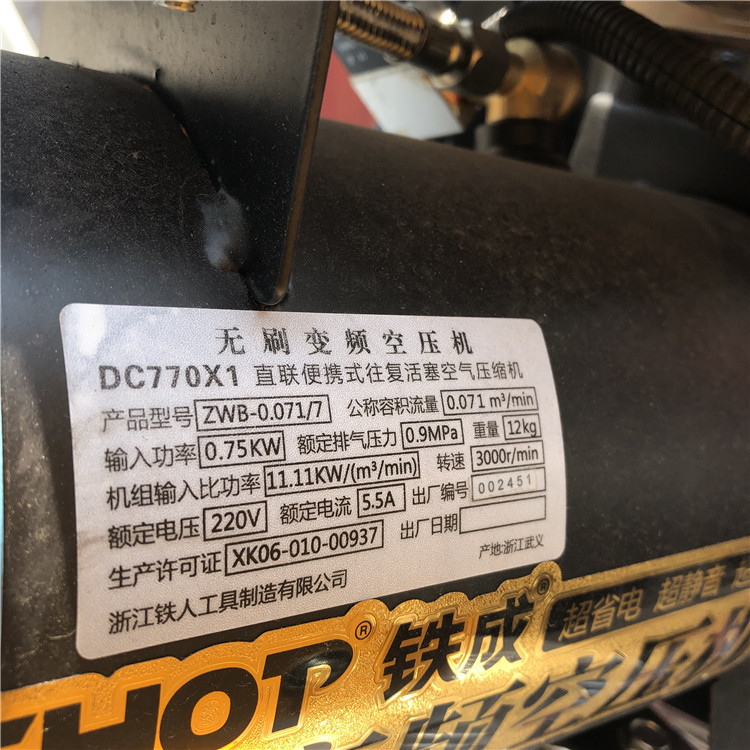 无刷变频空压机
DC770X1 直联便携式往复活塞空气压缩机
产品型号 ZWB-0.071/7 公称容积流量 0.071 m³/min
输入功率 0.75KW 额定排气压力 0.9MPa 重量 12kg
机组输入比功率 11.11KW/(m³/min) 转速 3000r/min
额定电压 220V 额定电流 5.5A 出厂编号 002451
生产许可证 XK06-010-00937 出厂日期
浙江铁人工具制造有限公司 产地:浙江武义
HOP® 铁成® 超省电 超静音
频空压机